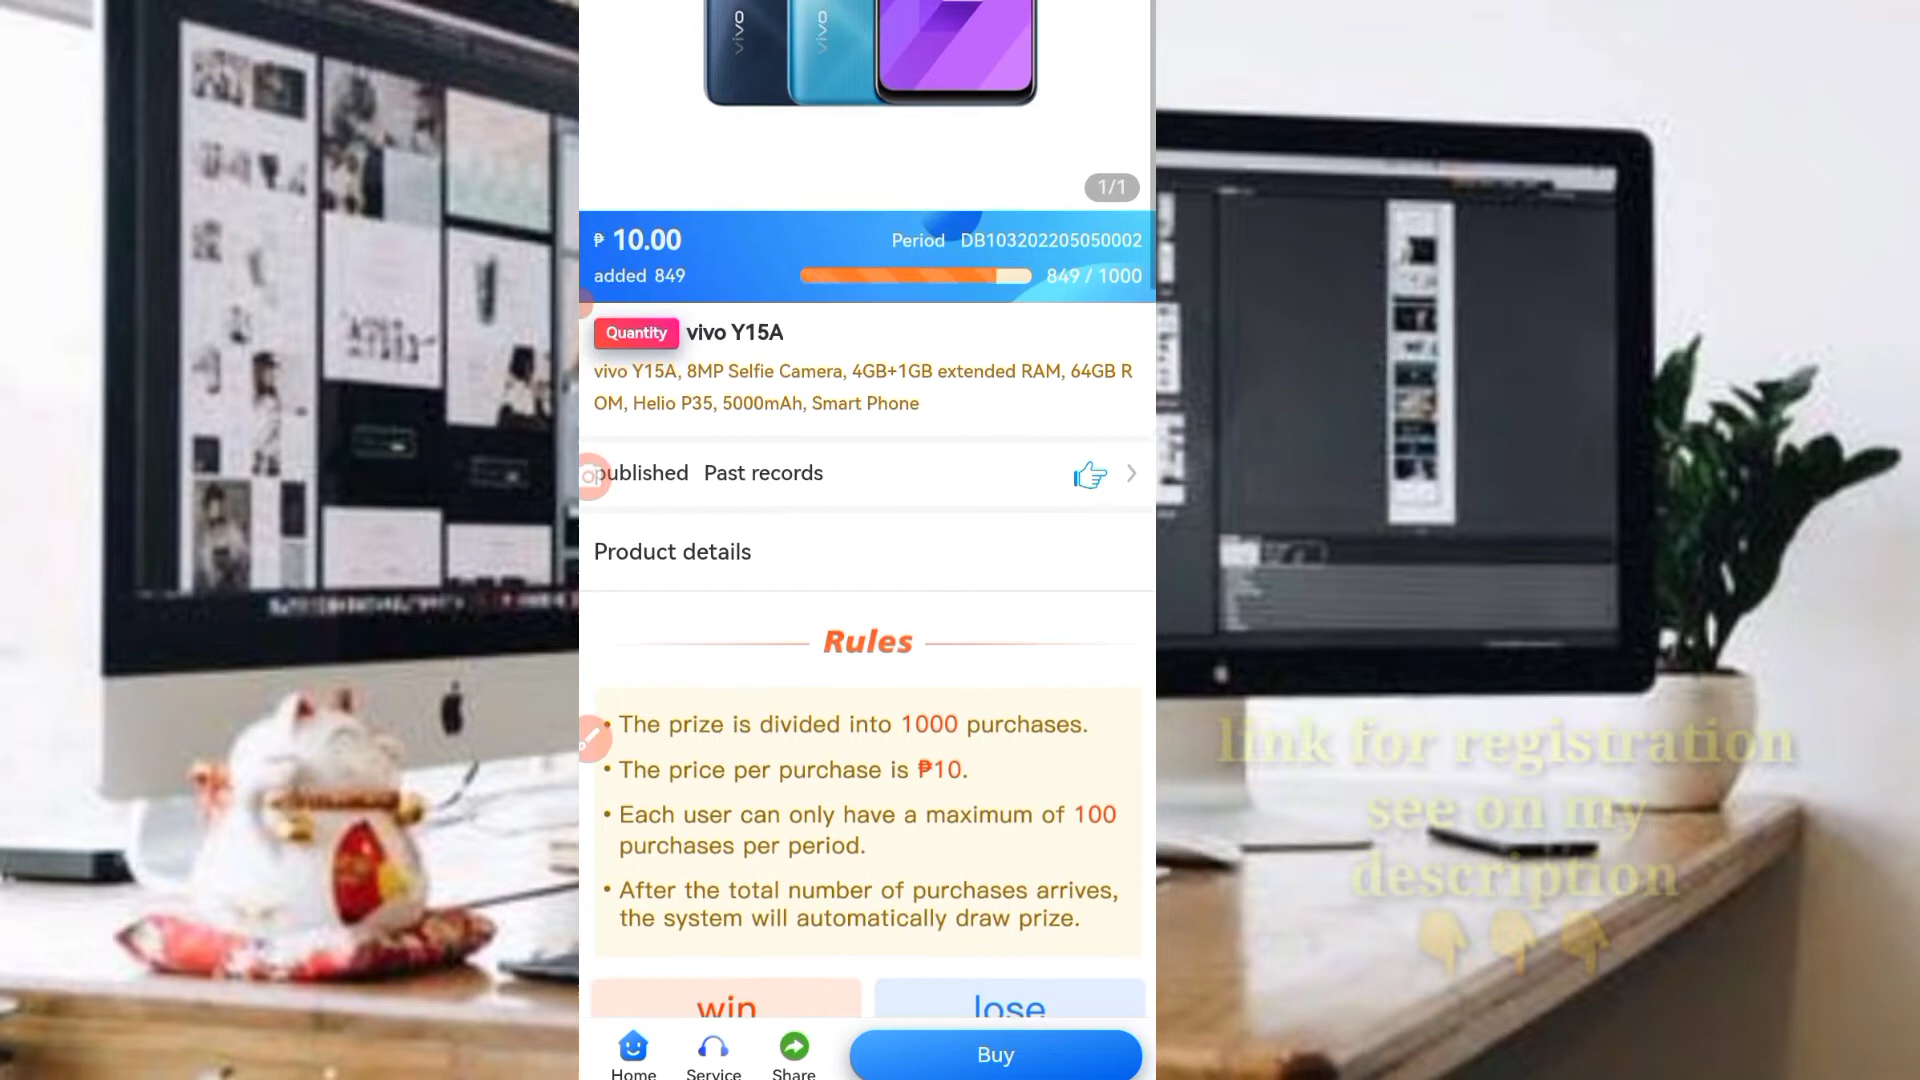 vivo
vivo
1/1
₱ 10.00
Period DB103202205050002
added 849
849 / 1000
Quantity vivo Y15A
vivo Y15A, 8MP Selfie Camera, 4GB+1GB extended RAM, 64GB R
OM, Helio P35, 5000mAh, Smart Phone
published Past records
Product details
Rules
• The prize is divided into 1000 purchases.
• The price per purchase is ₱10.
• Each user can only have a maximum of 100
purchases per period.
• After the total number of purchases arrives,
the system will automatically draw prize.
win
lose
Home
Service
Share
Buy
link for registration
see on my
description